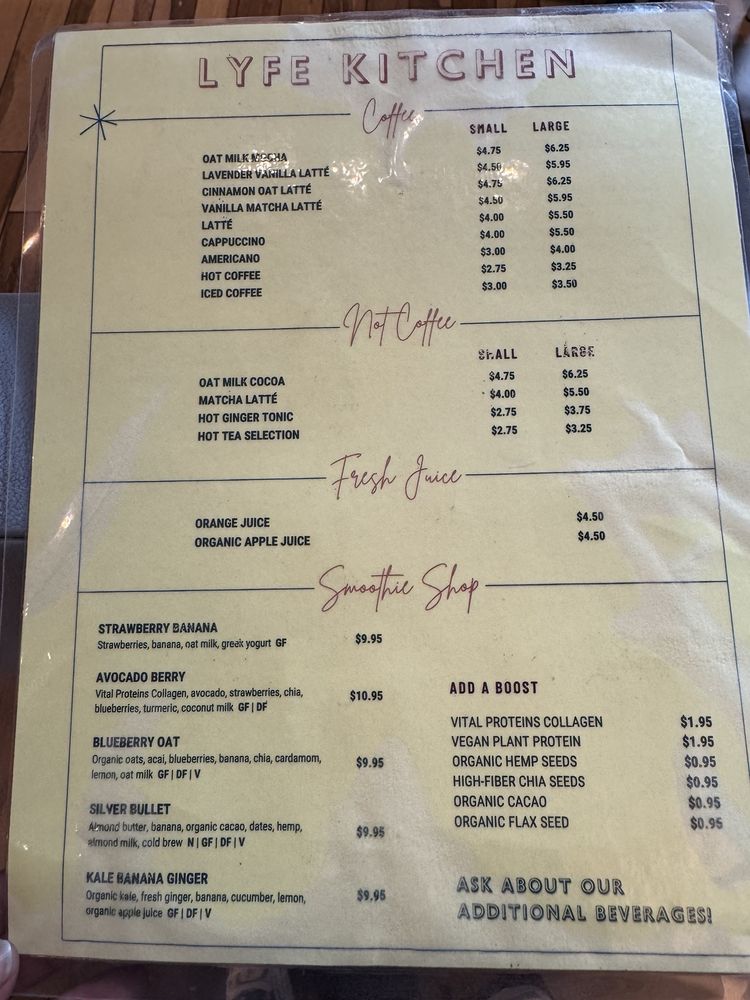 LYFE KITCHEN
Coffee
SMALL LARGE
OAT MILK MOCHA $4.75 $6.25
LAVENDER VANILLA LATTÉ $4.50 $5.95
CINNAMON OAT LATTÉ $4.75 $6.25
VANILLA MATCHA LATTÉ $4.50 $5.95
LATTÉ $4.00 $5.50
CAPPUCCINO $4.00 $5.50
AMERICANO $3.00 $4.00
HOT COFFEE $2.75 $3.25
ICED COFFEE $3.00 $3.50
Not Coffee
SMALL LARGE
OAT MILK COCOA $4.75 $6.25
MATCHA LATTÉ $4.00 $5.50
HOT GINGER TONIC $2.75 $3.75
HOT TEA SELECTION $2.75 $3.25
Fresh Juice
ORANGE JUICE $4.50
ORGANIC APPLE JUICE $4.50
Smoothie Shop
STRAWBERRY BANANA
Strawberries, banana, oat milk, greek yogurt GF $9.95
AVOCADO BERRY
Vital Proteins Collagen, avocado, strawberries, chia, $10.95
blueberries, turmeric, coconut milk GF | DF
BLUEBERRY OAT
Organic oats, acai, blueberries, banana, chia, cardamom, $9.95
lemon, oat milk GF | DF | V
SILVER BULLET
Almond butter, banana, organic cacao, dates, hemp, $9.95
almond milk, cold brew N | GF | DF | V
KALE BANANA GINGER
Organic kale, fresh ginger, banana, cucumber, lemon, $9.95
organic apple juice GF | DF | V
ADD A BOOST
VITAL PROTEINS COLLAGEN $1.95
VEGAN PLANT PROTEIN $1.95
ORGANIC HEMP SEEDS $0.95
HIGH-FIBER CHIA SEEDS $0.95
ORGANIC CACAO $0.95
ORGANIC FLAX SEED $0.95
ASK ABOUT OUR
ADDITIONAL BEVERAGES!